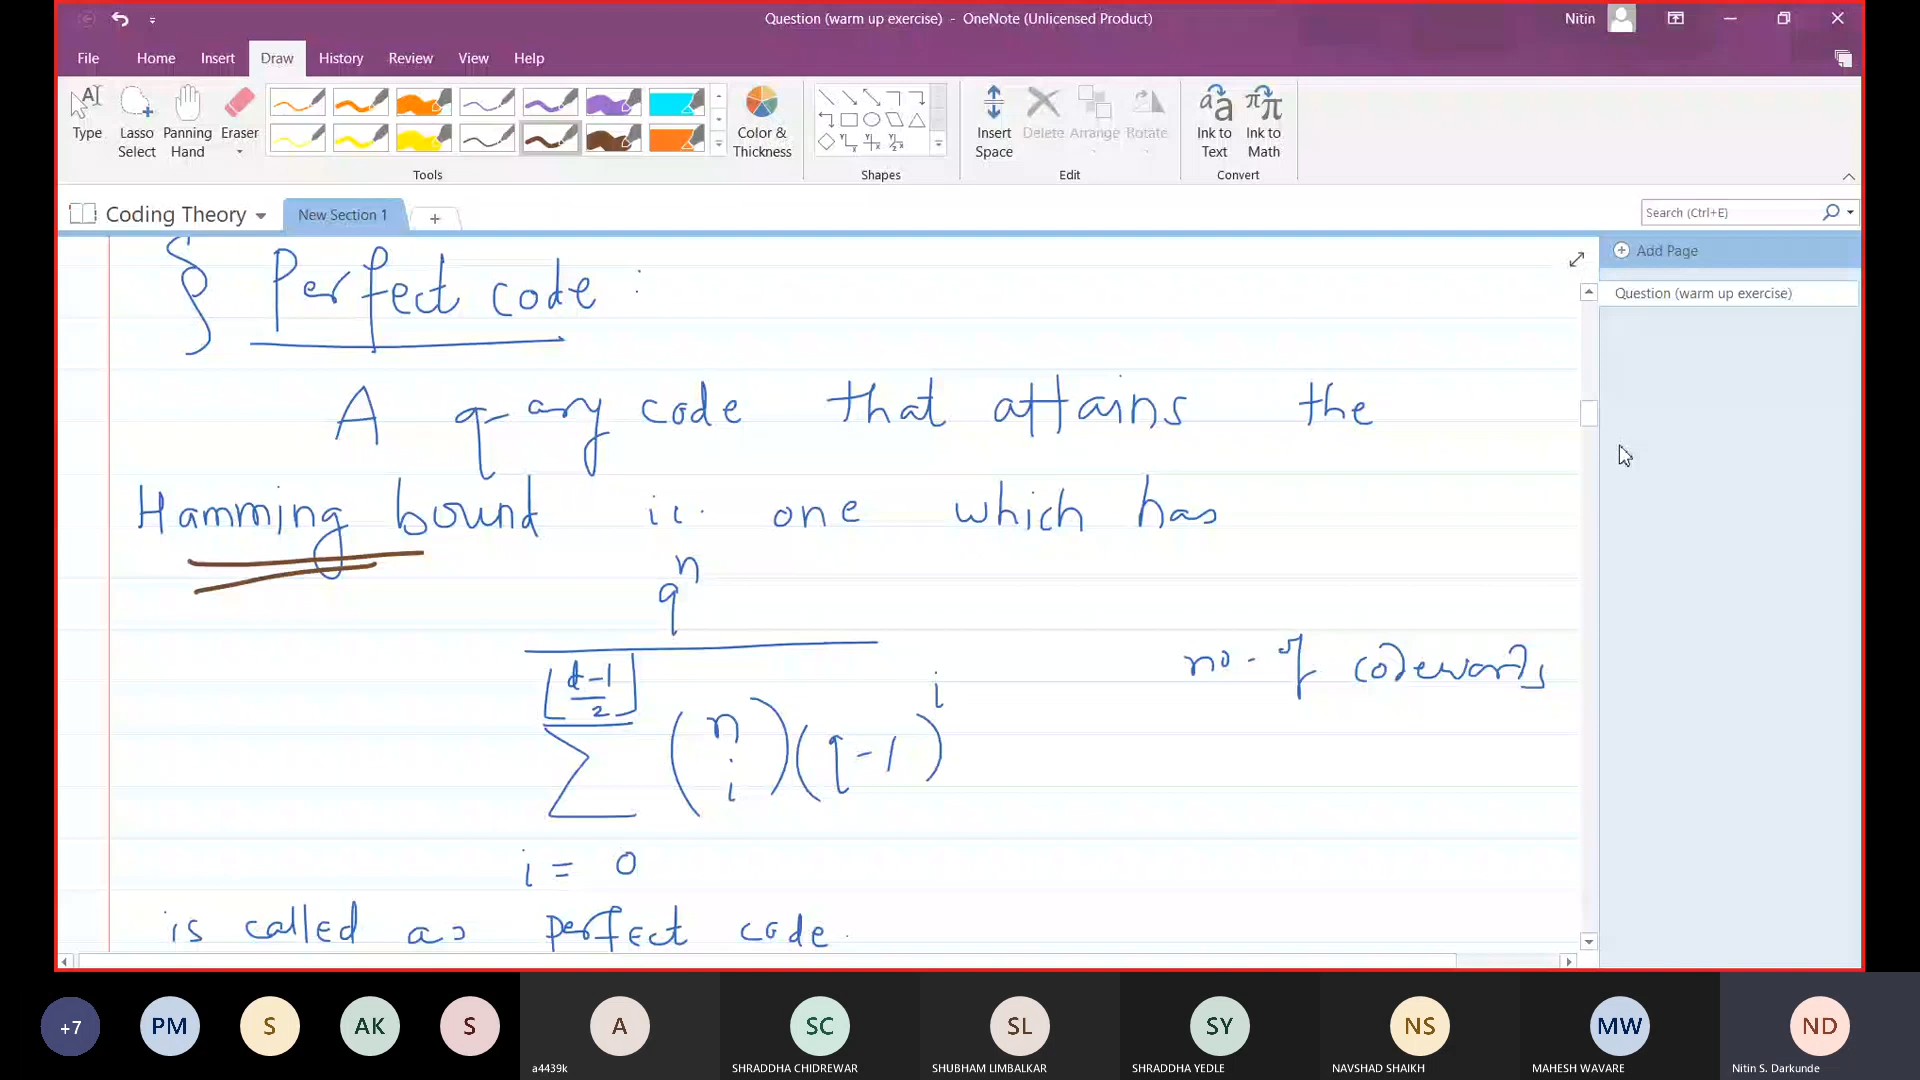 Question (warm up exercise) - OneNote (Unlicensed Product)
Nitin
File Home Insert Draw History Review View Help
Type
Lasso Select
Panning Hand
Eraser
Color & Thickness
Insert Space
Delete
Arrange
Rotate
Ink to Text
Ink to Math
Tools
Shapes
Edit
Convert
Coding Theory
New Section 1
Search (Ctrl+E)
Add Page
Question (warm up exercise)
§ Perfect code :
A q-ary code that attains the
Hamming bound i.e. one which has
q^n
⌊d-1/2⌋
∑ (n i) (q-1)^i
no. of codewords
i = 0
is called as perfect code.
+7 PM S AK S A SC SL SY NS MW ND
a4439k SHRADDHA CHIDREWAR SHUBHAM LIMBALKAR SHRADDHA YEDLE NAVSHAD SHAIKH MAHESH WAVARE Nitin S. Darkunde